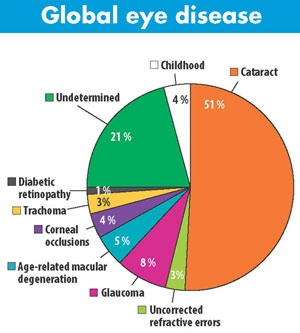 Global eye disease
Childhood
4 %
Cataract
51 %
Undetermined
21 %
Diabetic
retinopathy
1 %
Trachoma
3%
Corneal
occlusions
4 %
Age-related macular
degeneration
5 %
Glaucoma
8 %
Uncorrected
refractive errors
3%